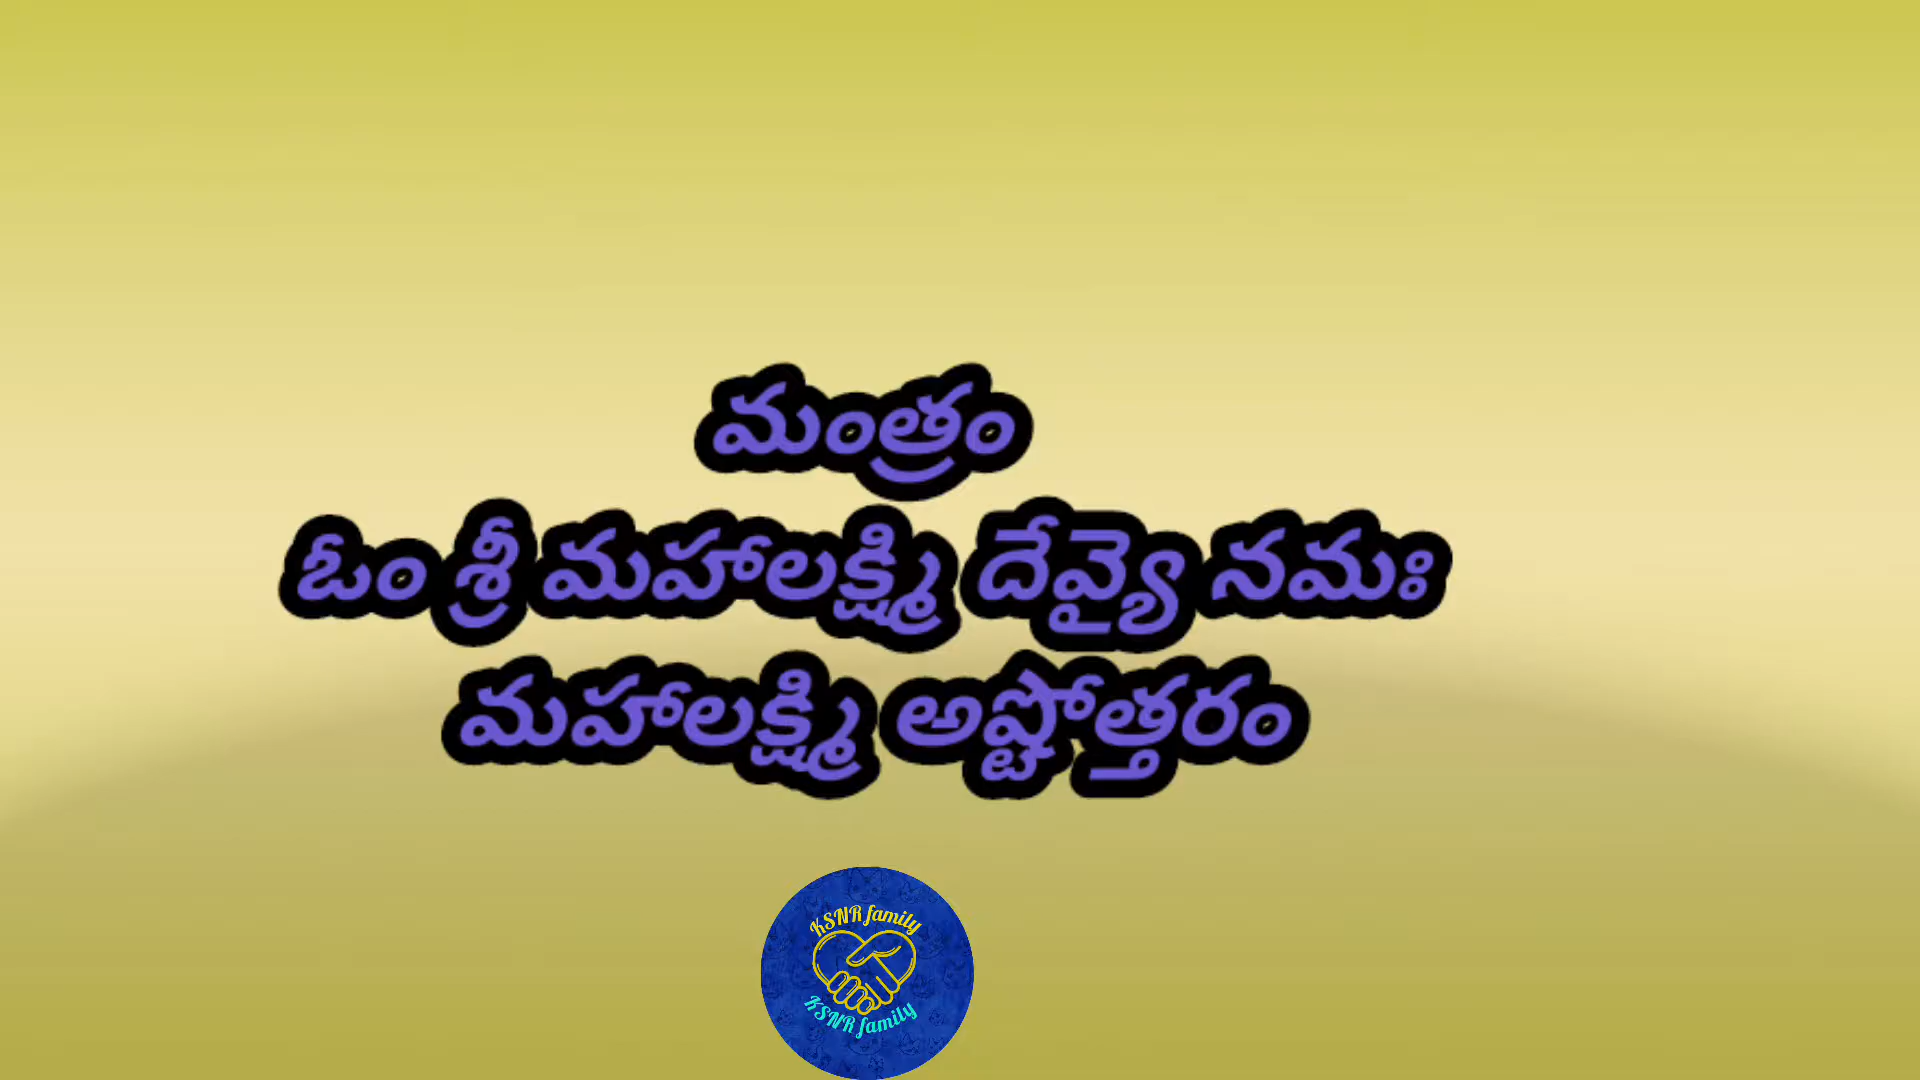 మంత్రం
ఓం శ్రీ మహాలక్ష్మి దేవ్యై నమః
మహాలక్ష్మి అష్టోత్తరం
KSNR family
KSNR family